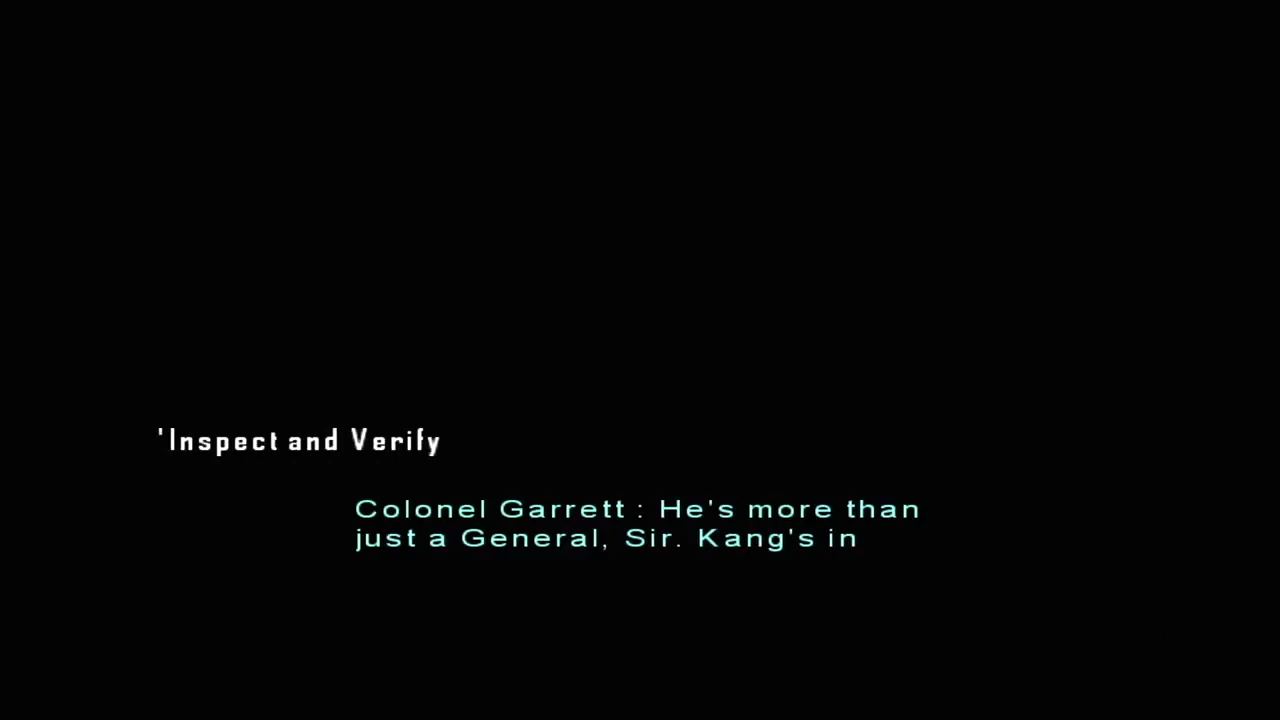 'Inspect and Verify
Colonel Garrett : He's more than
just a General, Sir. Kang's in